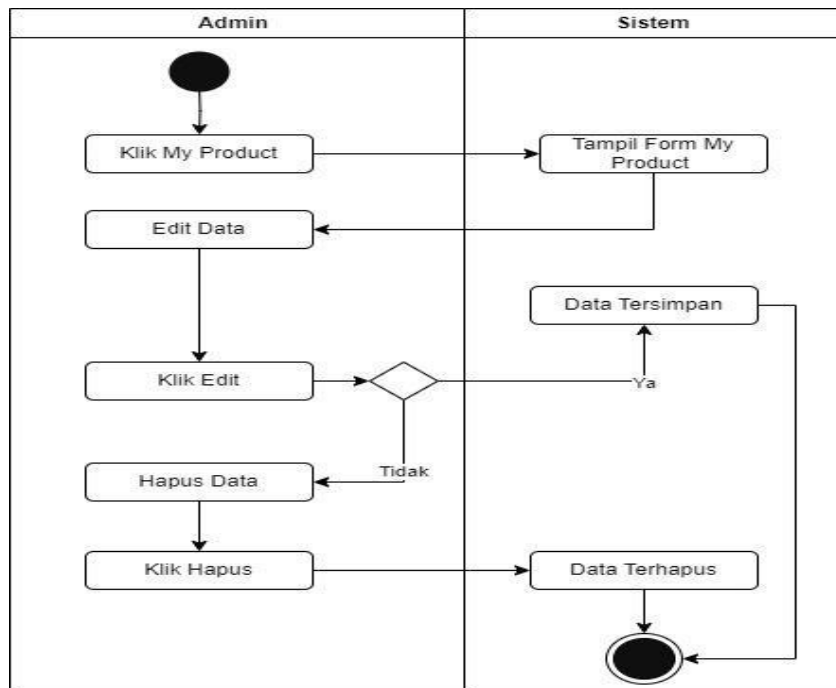 Admin
Sistem
Klik My Product
Tampil Form My
Product
Edit Data
Data Tersimpan
Klik Edit
Ya
Tidak
Hapus Data
Klik Hapus
Data Terhapus